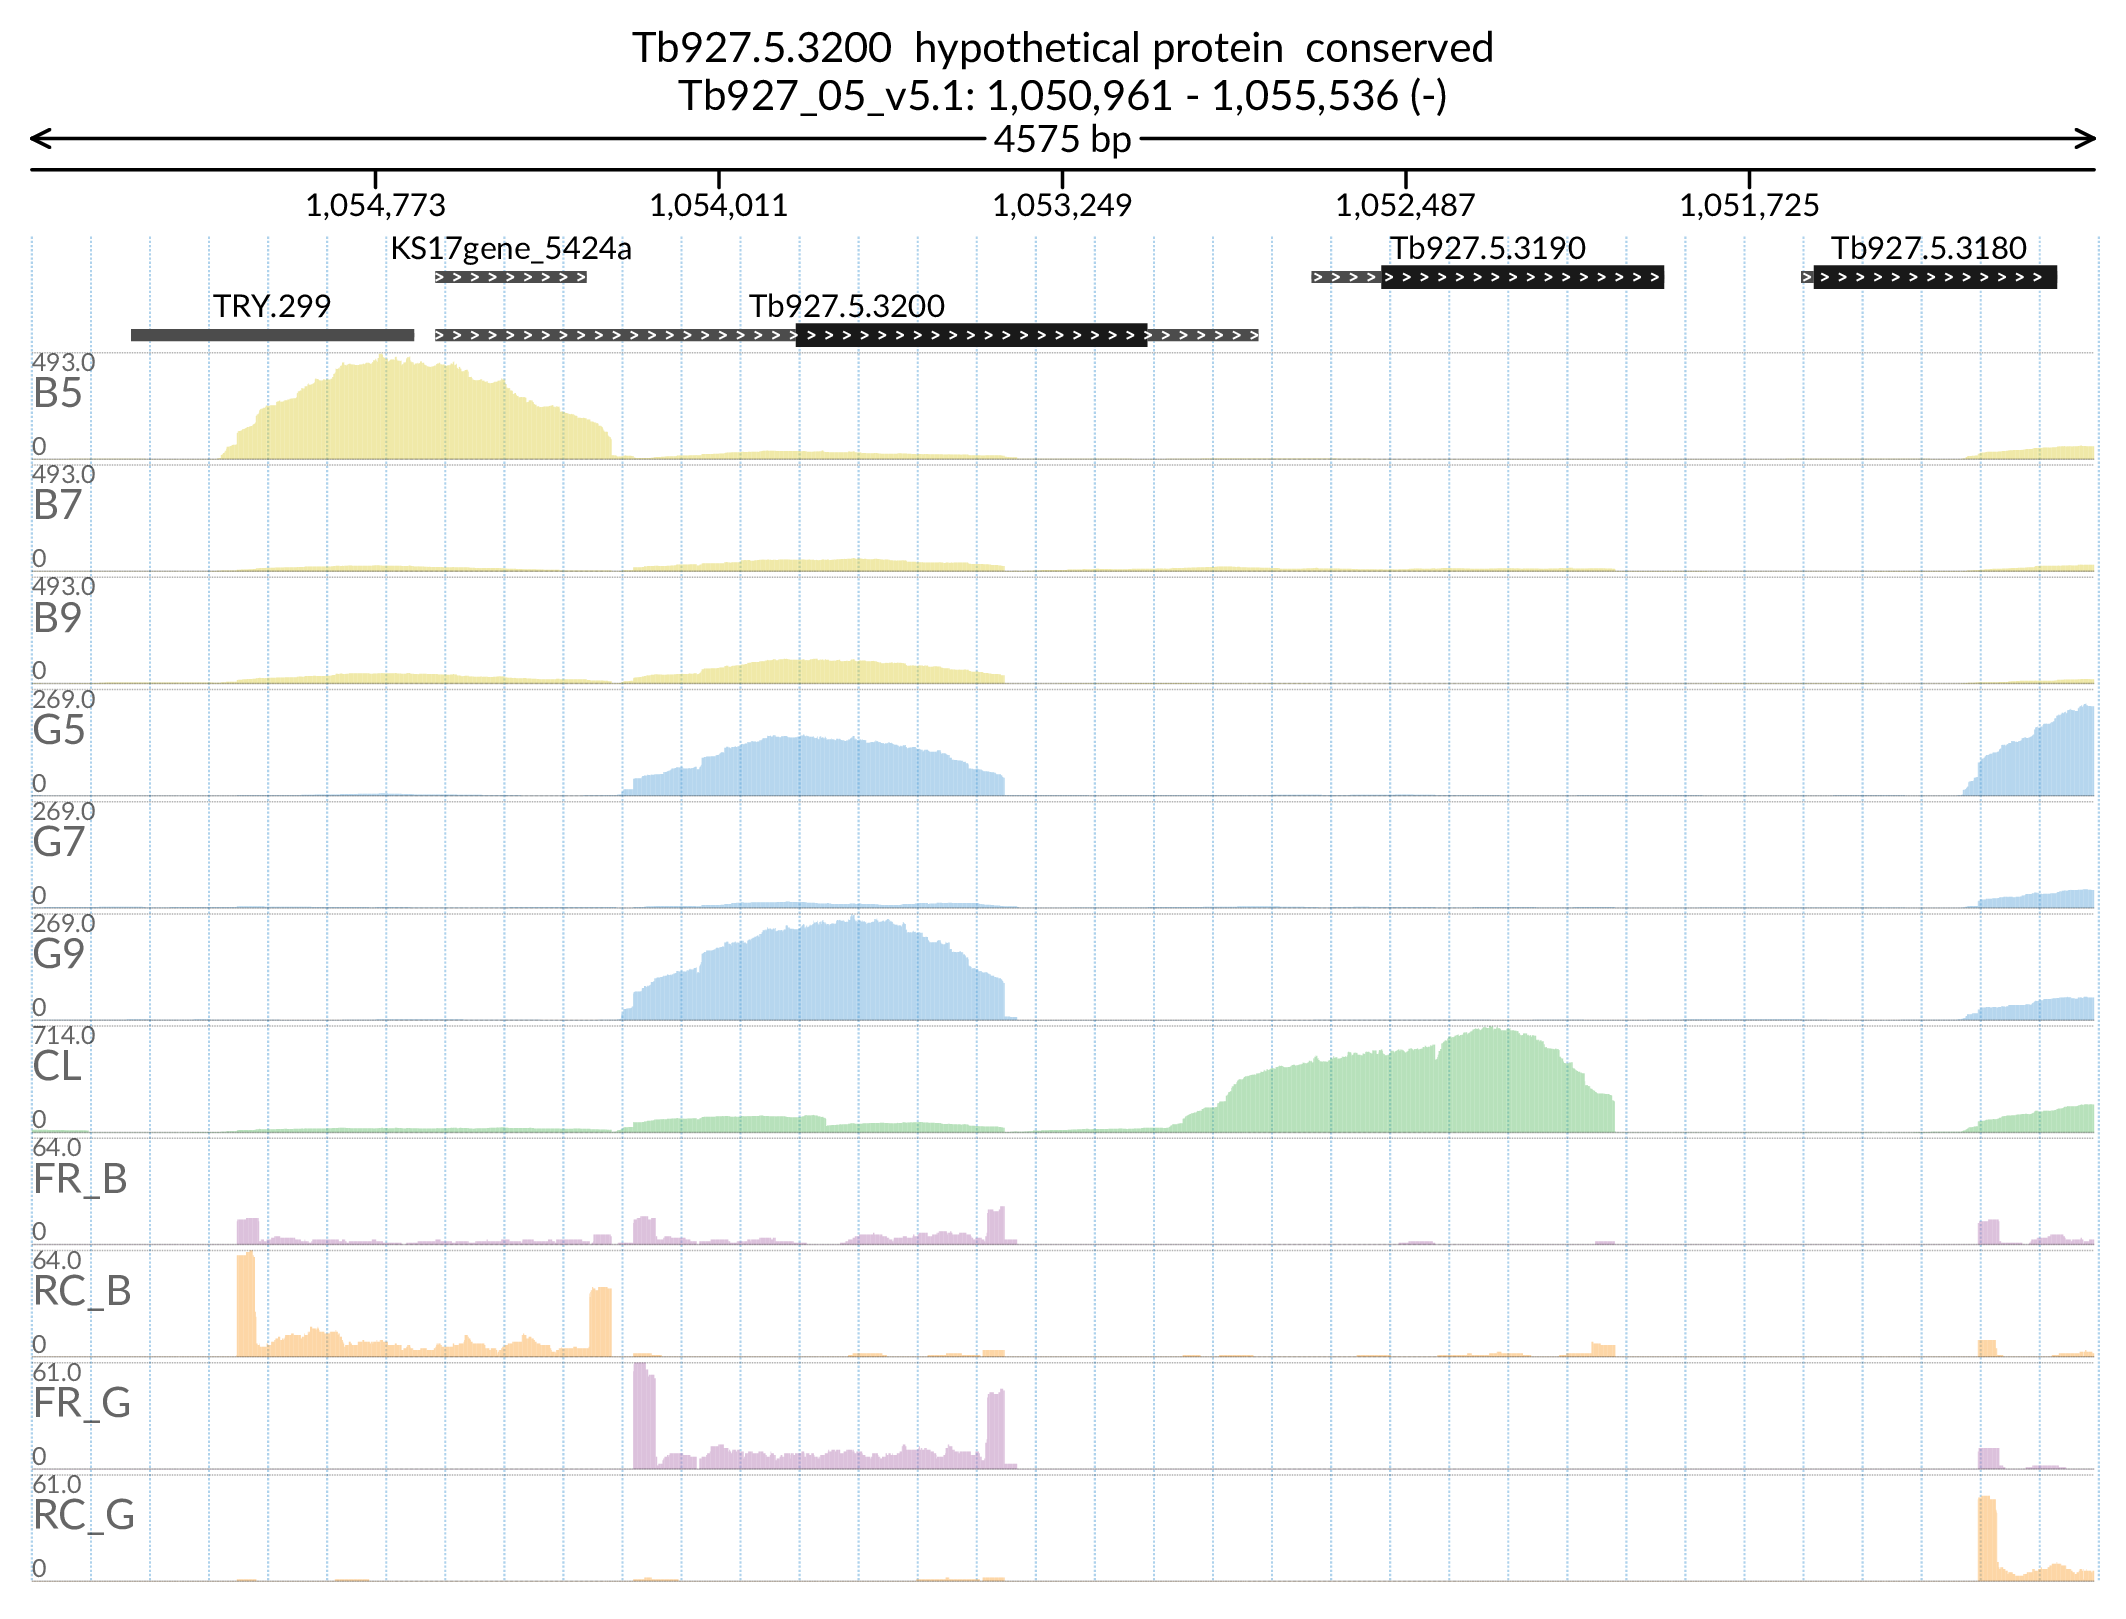 Tb927.5.3200 hypothetical protein conserved
Tb927_05_v5.1: 1,050,961 - 1,055,536 (-)
4575 bp
1,054,773 1,054,011 1,053,249 1,052,487 1,051,725
KS17gene_5424a Tb927.5.3190 Tb927.5.3180
TRY.299 Tb927.5.3200
493.0
B5
0
493.0
B7
0
493.0
B9
0
269.0
G5
0
269.0
G7
0
269.0
G9
0
714.0
CL
0
64.0
FR_B
0
64.0
RC_B
0
61.0
FR_G
0
61.0
RC_G
0